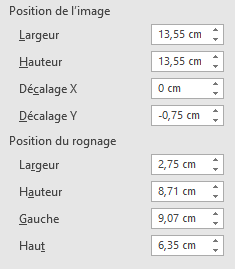 Position de l'image
Largeur 13,55 cm
Hauteur 13,55 cm
Décalage X 0 cm
Décalage Y -0,75 cm
Position du rognage
Largeur 2,75 cm
Hauteur 8,71 cm
Gauche 9,07 cm
Haut 6,35 cm